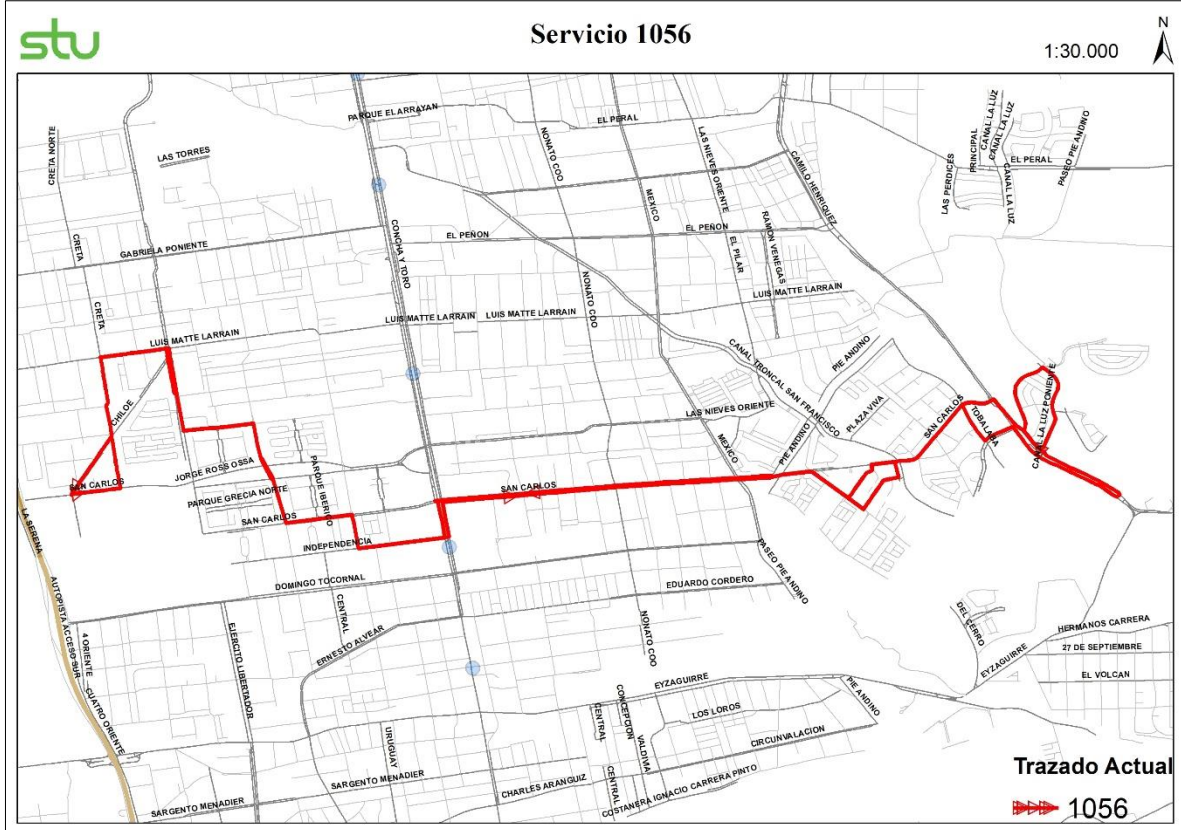 stu
Servicio 1056
1:30.000
N
PARQUE EL ARRAYAN
EL PERAL
CRETA NORTE
LAS TORRES
NONATO COO
LAS NIEVES ORIENTE
CAMILO HENRIQUEZ
PRINCIPAL
CANAL LA LUZ
CANAL LA LUZ
PASEO PIE ANDINO
EL PERAL
LAS PERDICES
CANAL LA LUZ
MEXICO
CRETA
GABRIELA PONIENTE
CONCHA Y TORO
EL PEÑON
EL PEÑON
EL PILAR
RAMON VENEGAS
NONATO COO
CRETA
LUIS MATTE LARRAIN
LUIS MATTE LARRAIN
LUIS MATTE LARRAIN
LUIS MATTE LARRAIN
CANAL TRONCAL SAN FRANCISCO
PIE ANDINO
CHILOE
LAS NIEVES ORIENTE
PLAZA VIVA
SAN CARLOS
TOBALABA
CANAL LA LUZ PONIENTE
MEXICO
PIE ANDINO
JORGE ROSS OSSA
PARQUE IBERICO
SAN CARLOS
PARQUE GRECIA NORTE
SAN CARLOS
SAN CARLOS
LA SERENA
INDEPENDENCIA
DOMINGO TOCORNAL
EDUARDO CORDERO
PASEO PIE ANDINO
AUTOPISTA ACCESO SUR
4 ORIENTE
CENTRAL
ERNESTO ALVEAR
EJERCITO LIBERTADOR
NONATO COO
DEL CERRO
HERMANOS CARRERA
27 DE SEPTIEMBRE
EYZAGUIRRE
EL VOLCAN
CUATRO ORIENTE
EYZAGUIRRE
PIE ANDINO
CONCEPCION
LOS LOROS
CENTRAL
VALDIVIA
CIRCUNVALACION
URUGUAY
SARGENTO MENADIER
CHARLES ARANGUIZ
CENTRAL
COSTANERA IGNACIO CARRERA PINTO
SARGENTO MENADIER
Trazado Actual
1056